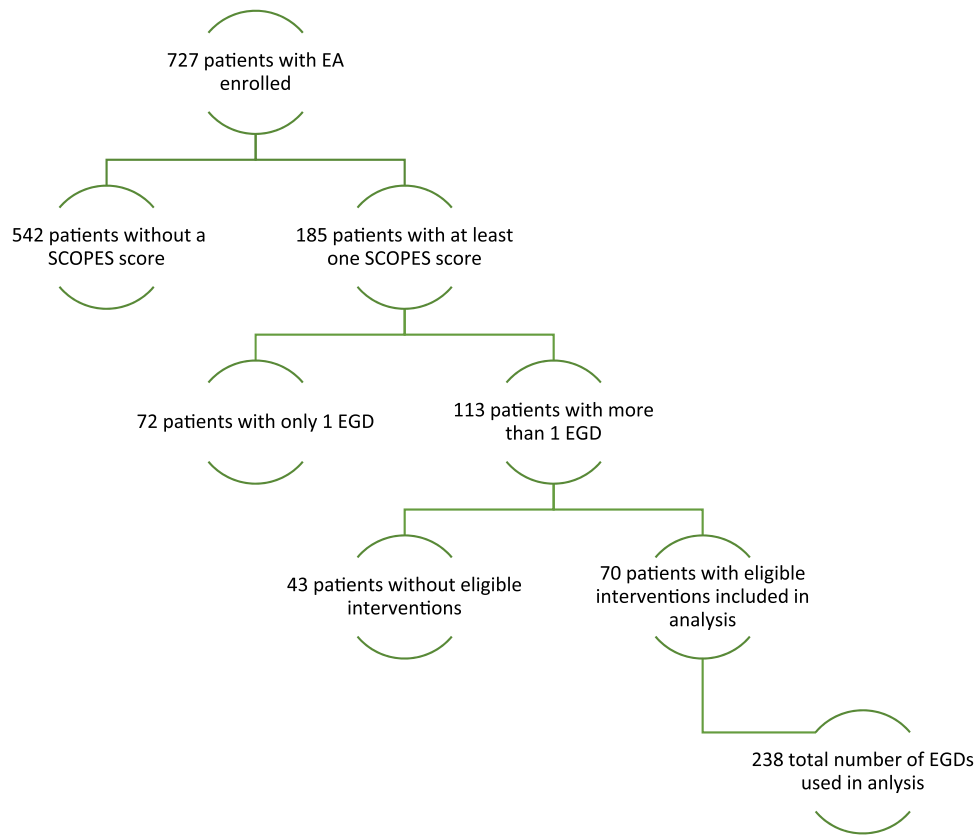 727 patients with EA
enrolled
542 patients without a
SCOPES score
185 patients with at least
one SCOPES score
72 patients with only 1 EGD
113 patients with more
than 1 EGD
43 patients without eligible
interventions
70 patients with eligible
interventions included in
analysis
238 total number of EGDs
used in anlysis